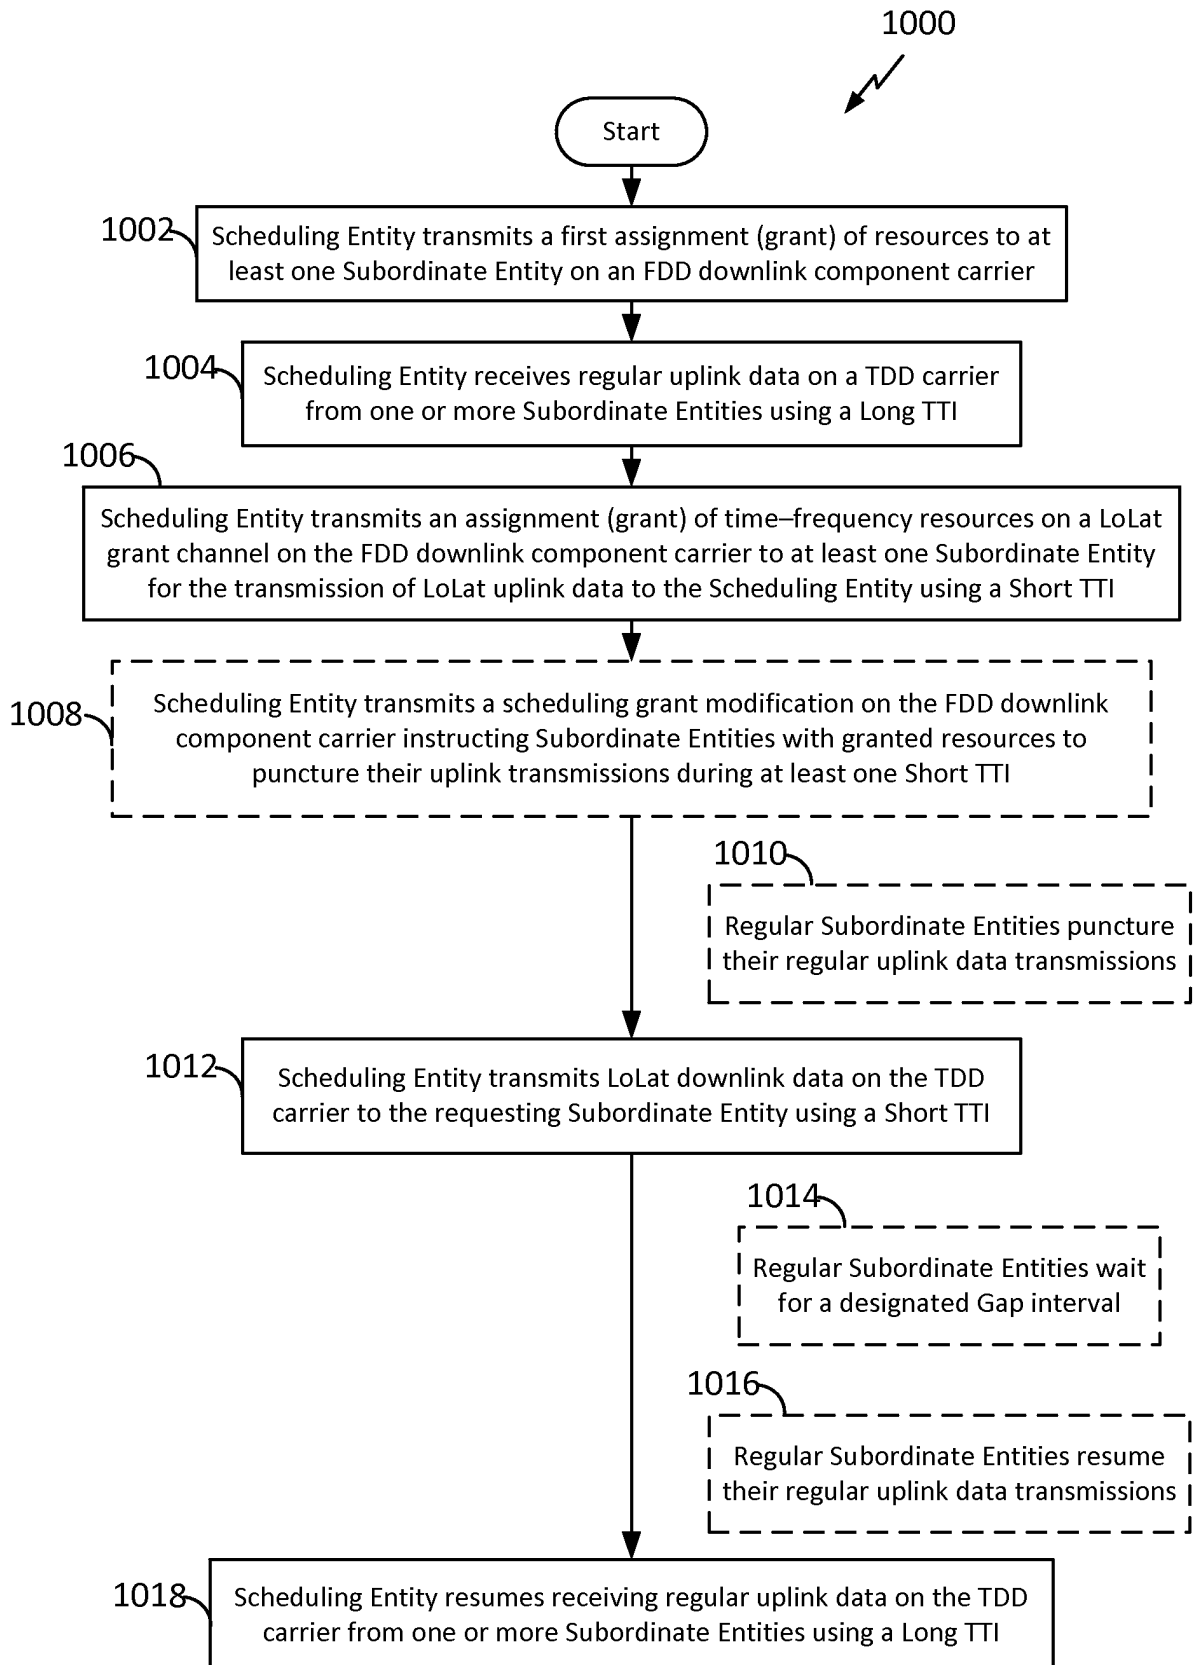 1000
Start
1002
Scheduling Entity transmits a first assignment (grant) of resources to at
least one Subordinate Entity on an FDD downlink component carrier
1004
Scheduling Entity receives regular uplink data on a TDD carrier
from one or more Subordinate Entities using a Long TTI
1006
Scheduling Entity transmits an assignment (grant) of time–frequency resources on a LoLat
grant channel on the FDD downlink component carrier to at least one Subordinate Entity
for the transmission of LoLat uplink data to the Scheduling Entity using a Short TTI
1008
Scheduling Entity transmits a scheduling grant modification on the FDD downlink
component carrier instructing Subordinate Entities with granted resources to
puncture their uplink transmissions during at least one Short TTI
1010
Regular Subordinate Entities puncture
their regular uplink data transmissions
1012
Scheduling Entity transmits LoLat downlink data on the TDD
carrier to the requesting Subordinate Entity using a Short TTI
1014
Regular Subordinate Entities wait
for a designated Gap interval
1016
Regular Subordinate Entities resume
their regular uplink data transmissions
1018
Scheduling Entity resumes receiving regular uplink data on the TDD
carrier from one or more Subordinate Entities using a Long TTI